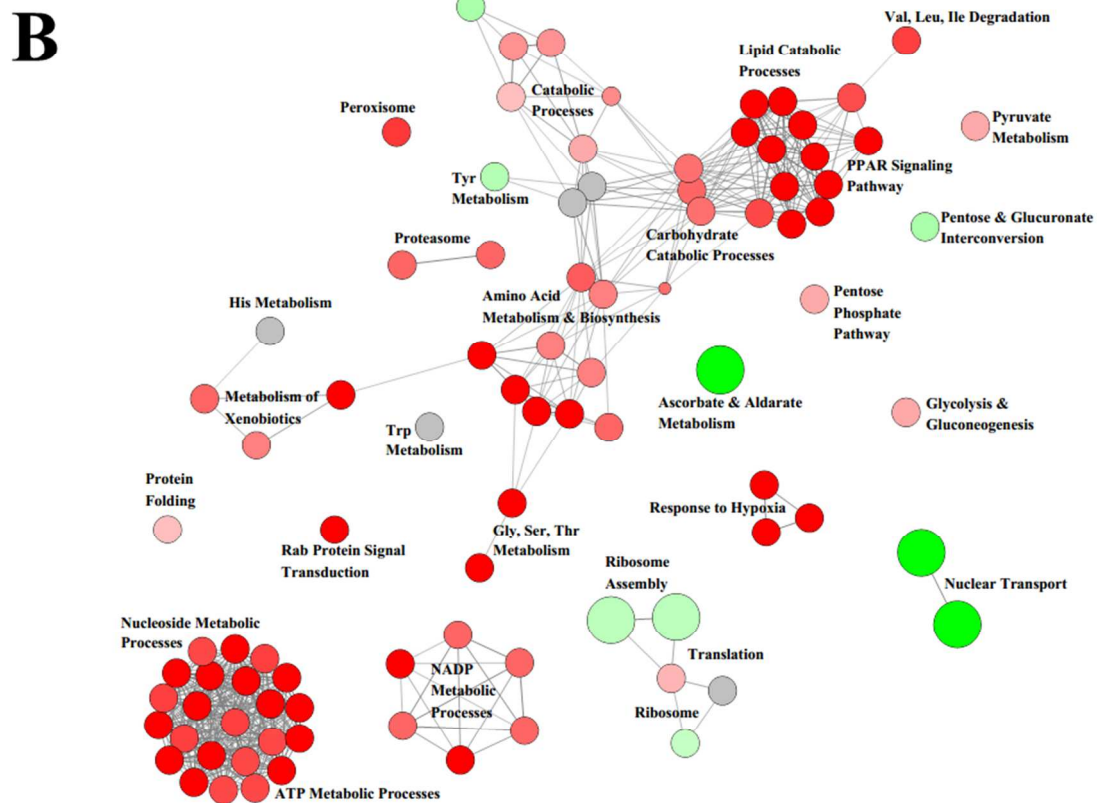 B
Val, Leu, Ile Degradation
Lipid Catabolic
Processes
Catabolic
Processes
Peroxisome
Pyruvate
Metabolism
Tyr
Metabolism
PPAR Signaling
Pathway
Pentose & Glucuronate
Interconversion
Proteasome
Carbohydrate
Catabolic Processes
His Metabolism
Amino Acid
Metabolism & Biosynthesis
Pentose
Phosphate
Pathway
Metabolism of
Xenobiotics
Ascorbate & Aldarate
Metabolism
Glycolysis &
Gluconeogenesis
Trp
Metabolism
Protein
Folding
Response to Hypoxia
Gly, Ser, Thr
Metabolism
Rab Protein Signal
Transduction
Ribosome
Assembly
Nuclear Transport
Nucleoside Metabolic
Processes
Translation
NADP
Metabolic
Processes
Ribosome
ATP Metabolic Processes